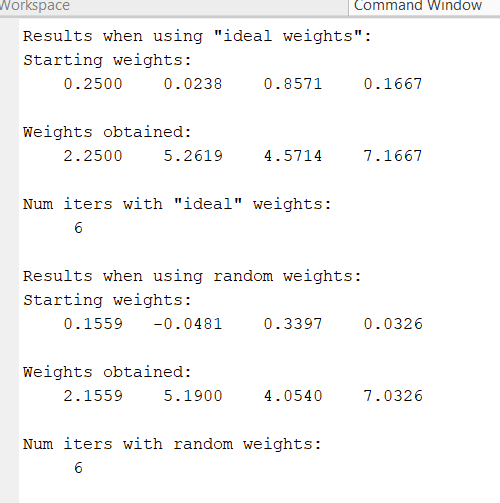 Workspace
Command Window
Results when using "ideal weights":
Starting weights:
0.2500 0.0238 0.8571 0.1667
Weights obtained:
2.2500 5.2619 4.5714 7.1667
Num iters with "ideal" weights:
6
Results when using random weights:
Starting weights:
0.1559 -0.0481 0.3397 0.0326
Weights obtained:
2.1559 5.1900 4.0540 7.0326
Num iters with random weights:
6